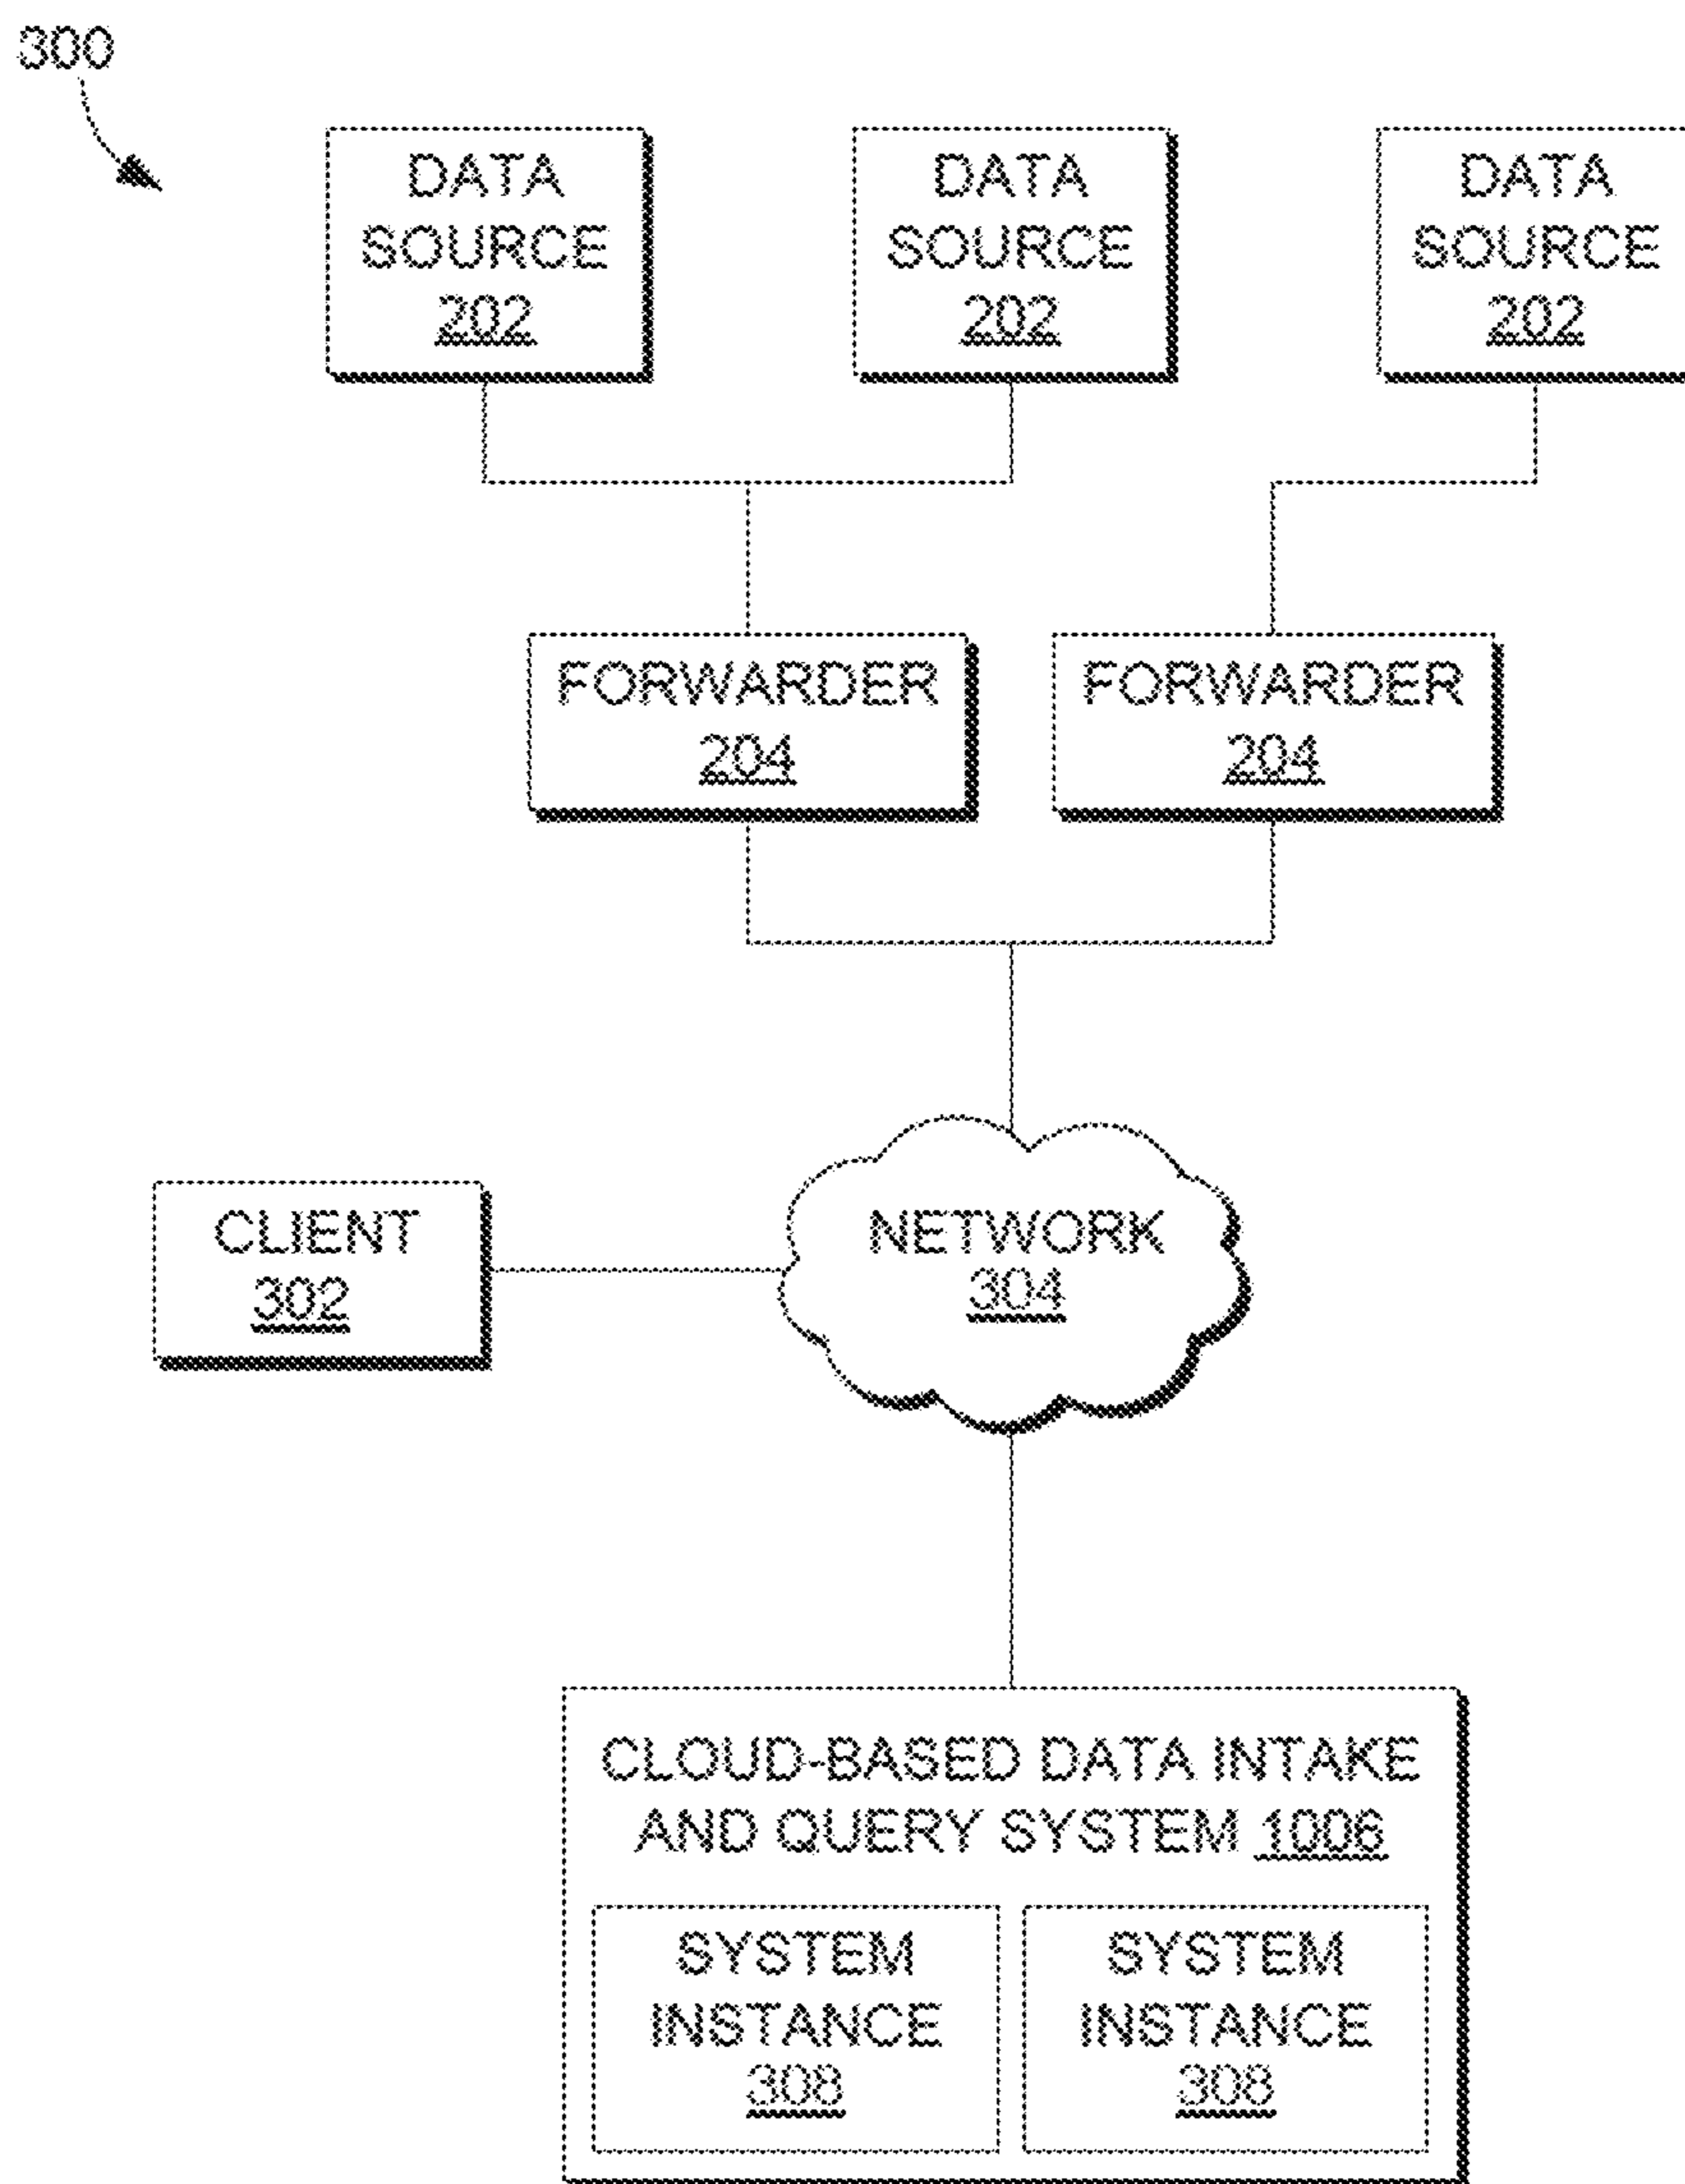 300
DATA
SOURCE
202
DATA
SOURCE
202
DATA
SOURCE
202
FORWARDER
204
FORWARDER
204
CLIENT
302
NETWORK
304
CLOUD-BASED DATA INTAKE
AND QUERY SYSTEM 1006
SYSTEM
INSTANCE
308
SYSTEM
INSTANCE
308